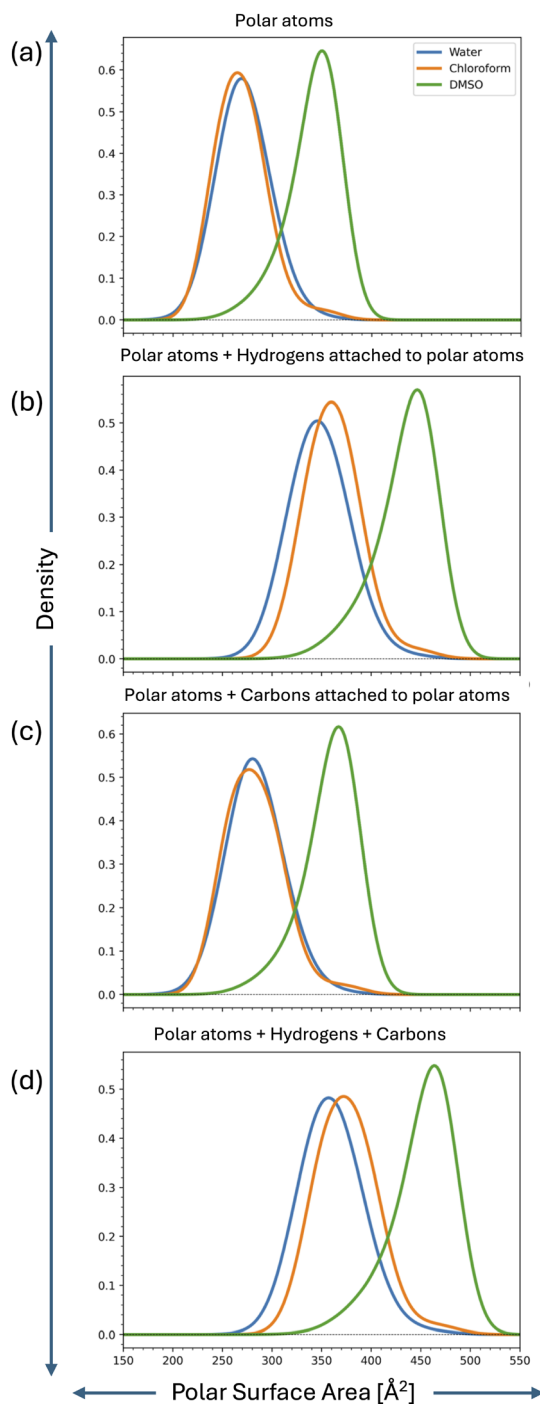 Polar atoms
(a)
Water
Chloroform
DMSO
0.6
0.5
0.4
0.3
0.2
0.1
0.0
Polar atoms + Hydrogens attached to polar atoms
(b)
0.5
0.4
0.3
0.2
0.1
0.0
Density
Polar atoms + Carbons attached to polar atoms
(c)
0.6
0.5
0.4
0.3
0.2
0.1
0.0
Polar atoms + Hydrogens + Carbons
(d)
0.5
0.4
0.3
0.2
0.1
0.0
150 200 250 300 350 400 450 500 550
Polar Surface Area [Å²]